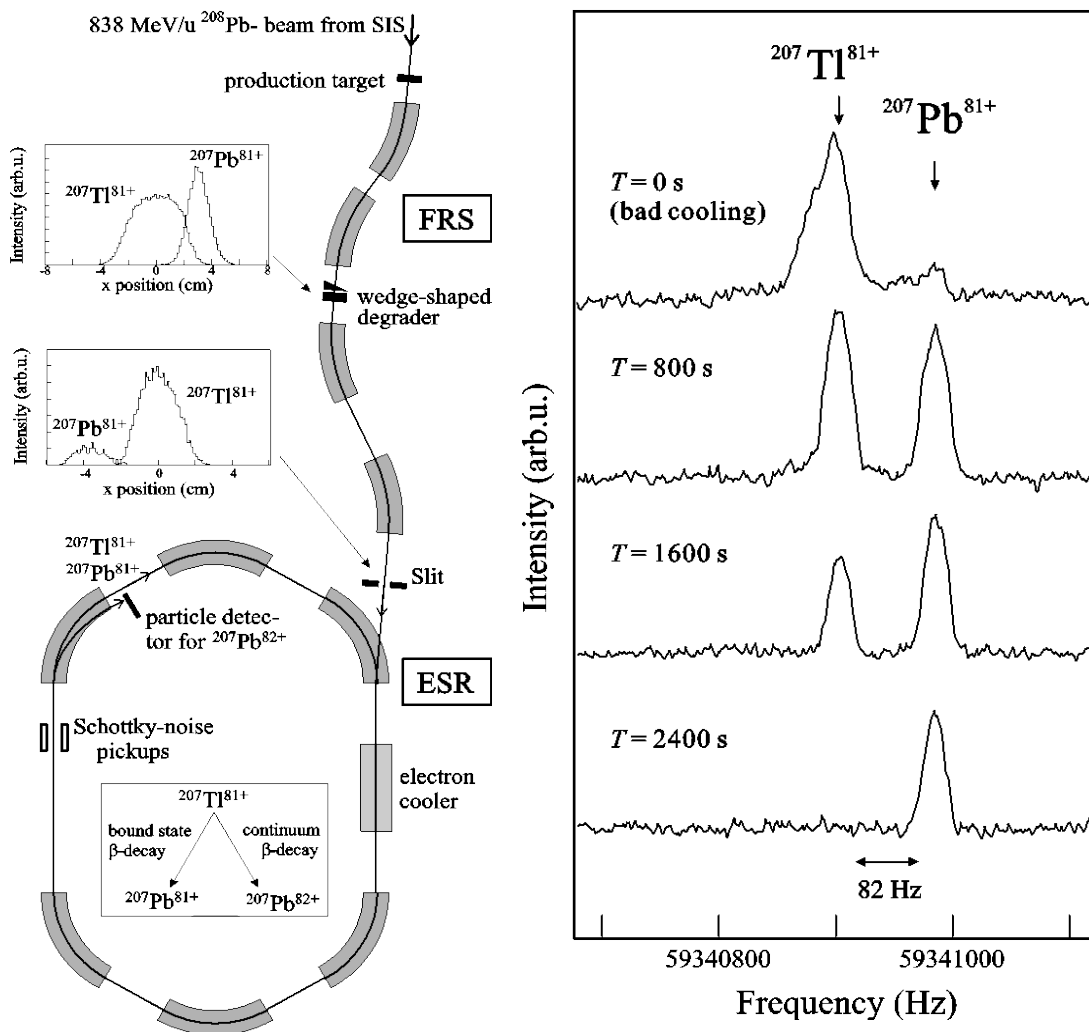 838 MeV/u ²⁰⁸Pb- beam from SIS
production target
Intensity (arb.u.)
²⁰⁷Tl⁸¹⁺
²⁰⁷Pb⁸¹⁺
-8 -4 0 4 8
x position (cm)
FRS
wedge-shaped
degrader
Intensity (arb.u.)
²⁰⁷Pb⁸¹⁺
²⁰⁷Tl⁸¹⁺
-4 0 4
x position (cm)
²⁰⁷Tl⁸¹⁺
²⁰⁷Pb⁸¹⁺
Slit
particle detec-
tor for ²⁰⁷Pb⁸²⁺
ESR
Schottky-noise
pickups
electron
cooler
²⁰⁷Tl⁸¹⁺
bound state
β-decay
continuum
β-decay
²⁰⁷Pb⁸¹⁺
²⁰⁷Pb⁸²⁺
²⁰⁷Tl⁸¹⁺
²⁰⁷Pb⁸¹⁺
T = 0 s
(bad cooling)
T = 800 s
T = 1600 s
T = 2400 s
82 Hz
Intensity (arb.u.)
59340800 59341000
Frequency (Hz)